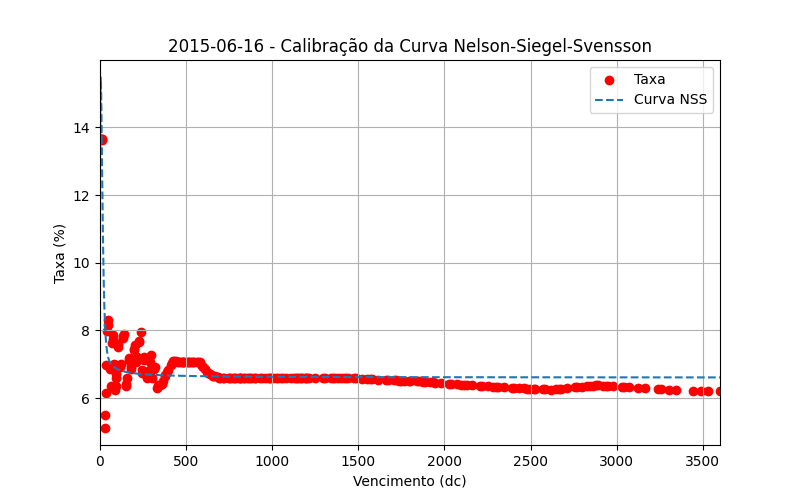 2015-06-16 - Calibração da Curva Nelson-Siegel-Svensson
Taxa
Curva NSS
Taxa (%)
14
12
10
8
6
0 500 1000 1500 2000 2500 3000 3500
Vencimento (dc)